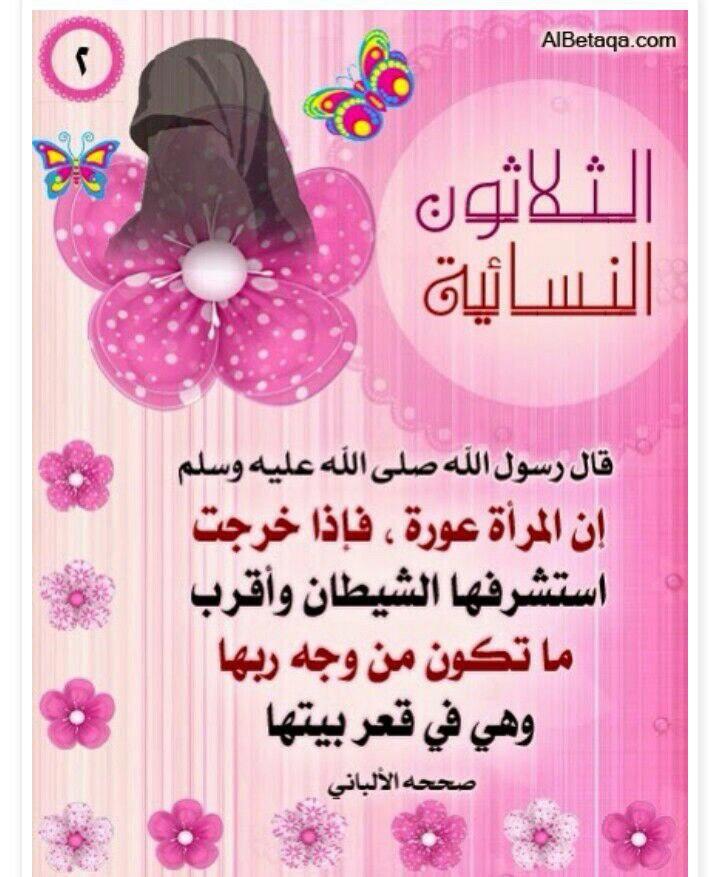 ٢
AlBetaqa.com
الثلاثون
النسائية
قال رسول الله صلى الله عليه وسلم
إن المرأة عورة ، فإذا خرجت
استشرفها الشيطان وأقرب
ما تكون من وجه ربها
وهي في قعر بيتها
صححه الألباني